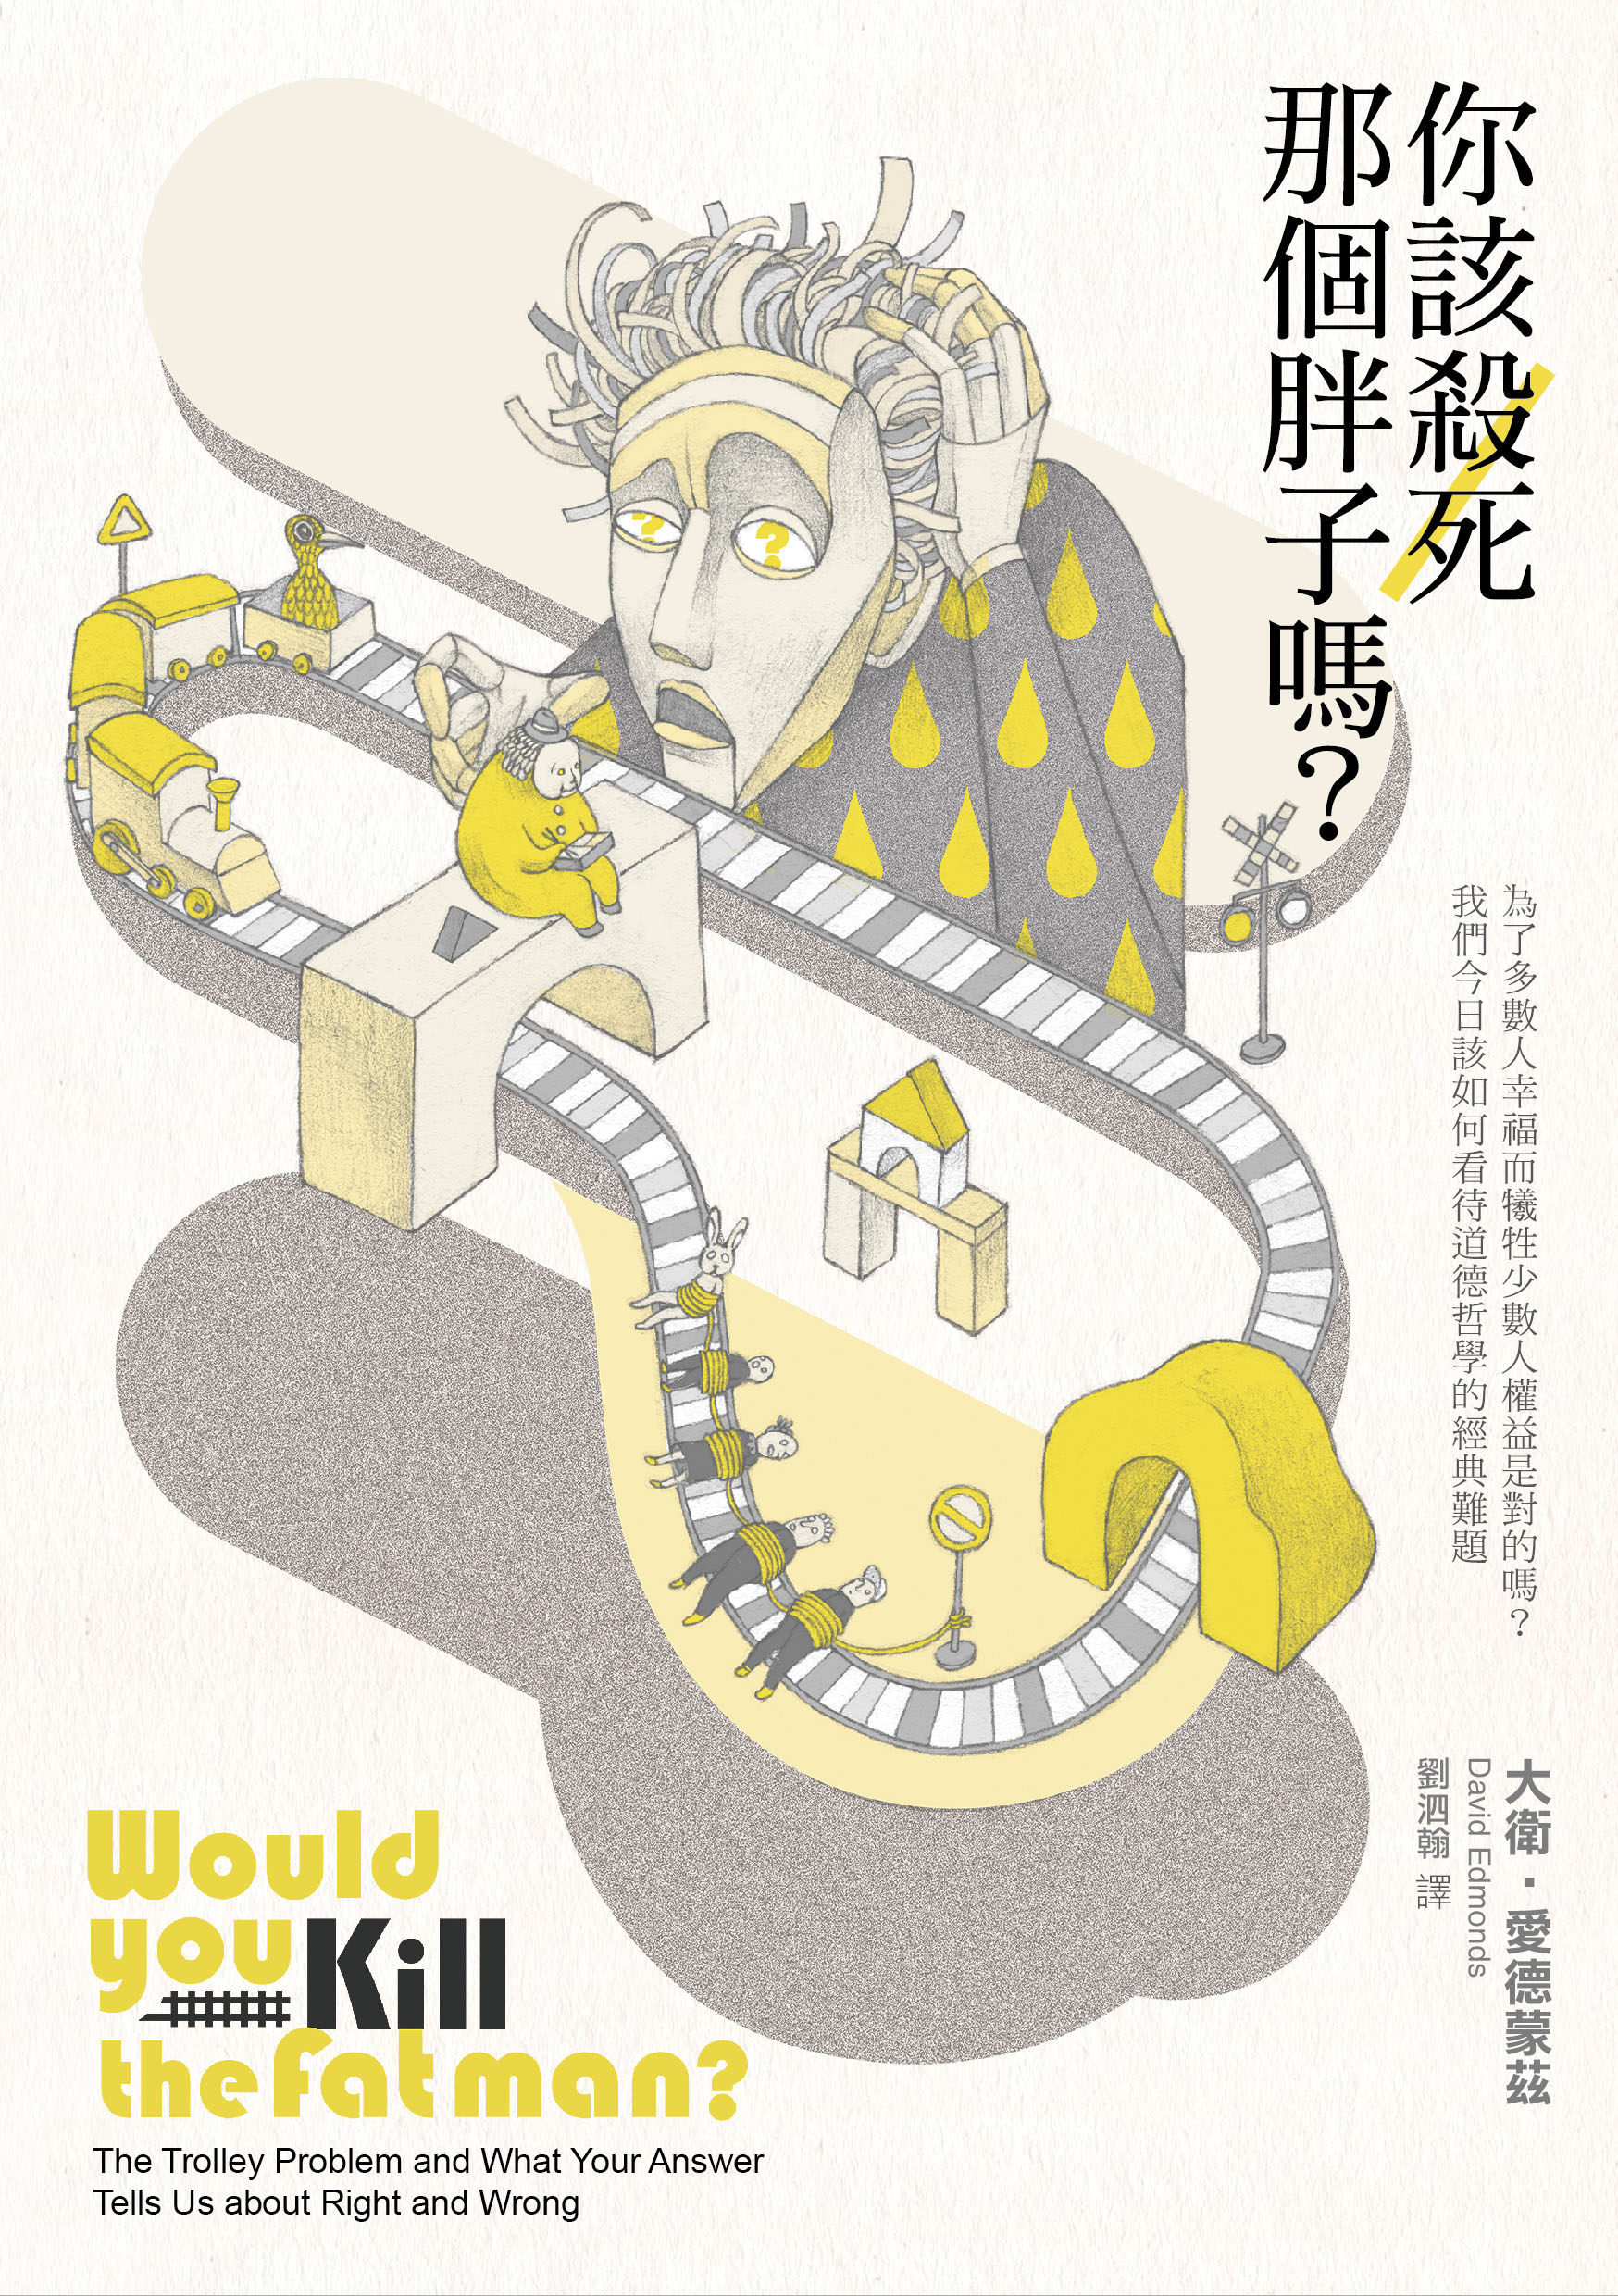 你該殺死
那個胖子嗎？
為了多數人幸福而犧牲少數人權益是對的嗎？
我們今日該如何看待道德哲學的經典難題
大衛・愛德蒙茲
David Edmonds
劉泗翰 譯
Would
you Kill
the fat man?
The Trolley Problem and What Your Answer
Tells Us about Right and Wrong